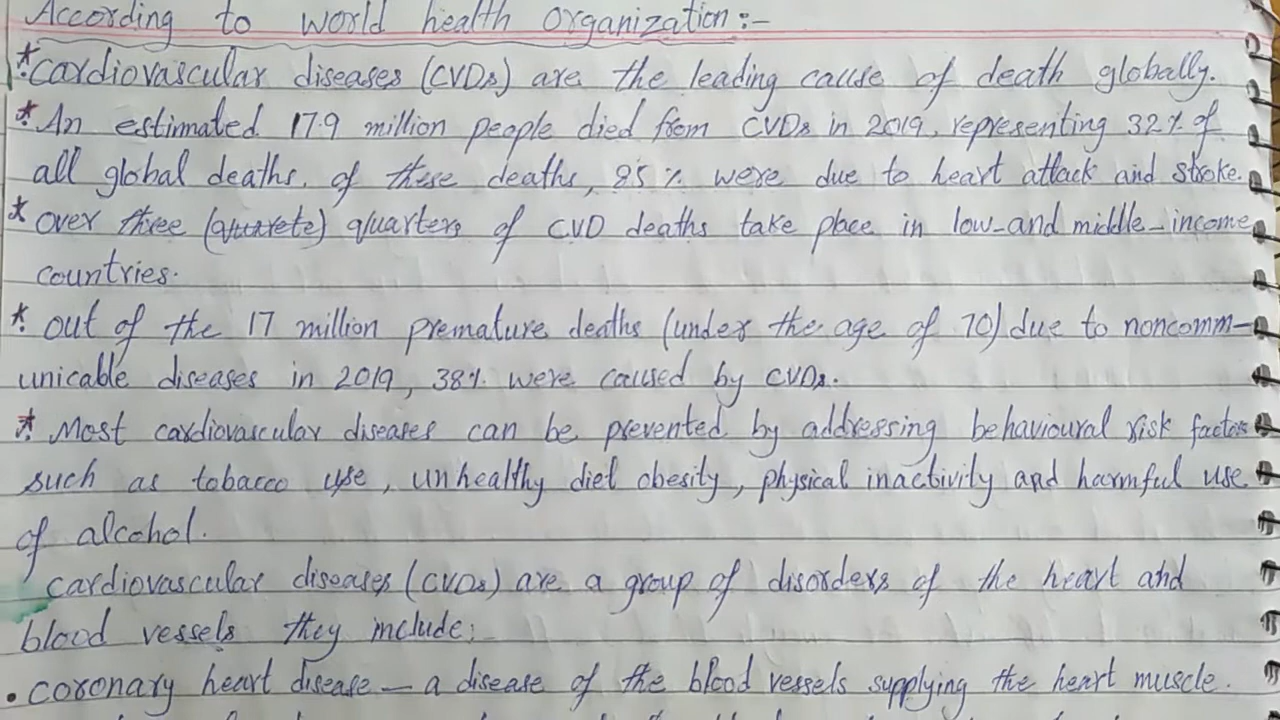 According to world health organization:-
* Cardiovascular diseases (CVDs) are the leading cause of death globally.
* An estimated 17.9 million people died from CVDs in 2019, representing 32% of
all global deaths. of these deaths, 85% were due to heart attack and stroke.
* over three (quarete) quarters of CVD deaths take place in low-and middle-income
countries.
* out of the 17 million premature deaths (under the age of 70) due to noncomm-
unicable diseases in 2019, 38% were caused by CVDs.
* Most cardiovascular diseases can be prevented by addressing behavioural risk factors
such as tobacco use, unhealthy diet obesity, physical inactivity and harmful use
of alcohol.
cardiovascular diseases (CVDs) are a group of disorders of the heart and
blood vessels they include:-
• coronary heart disease - a disease of the blood vessels supplying the heart muscle.